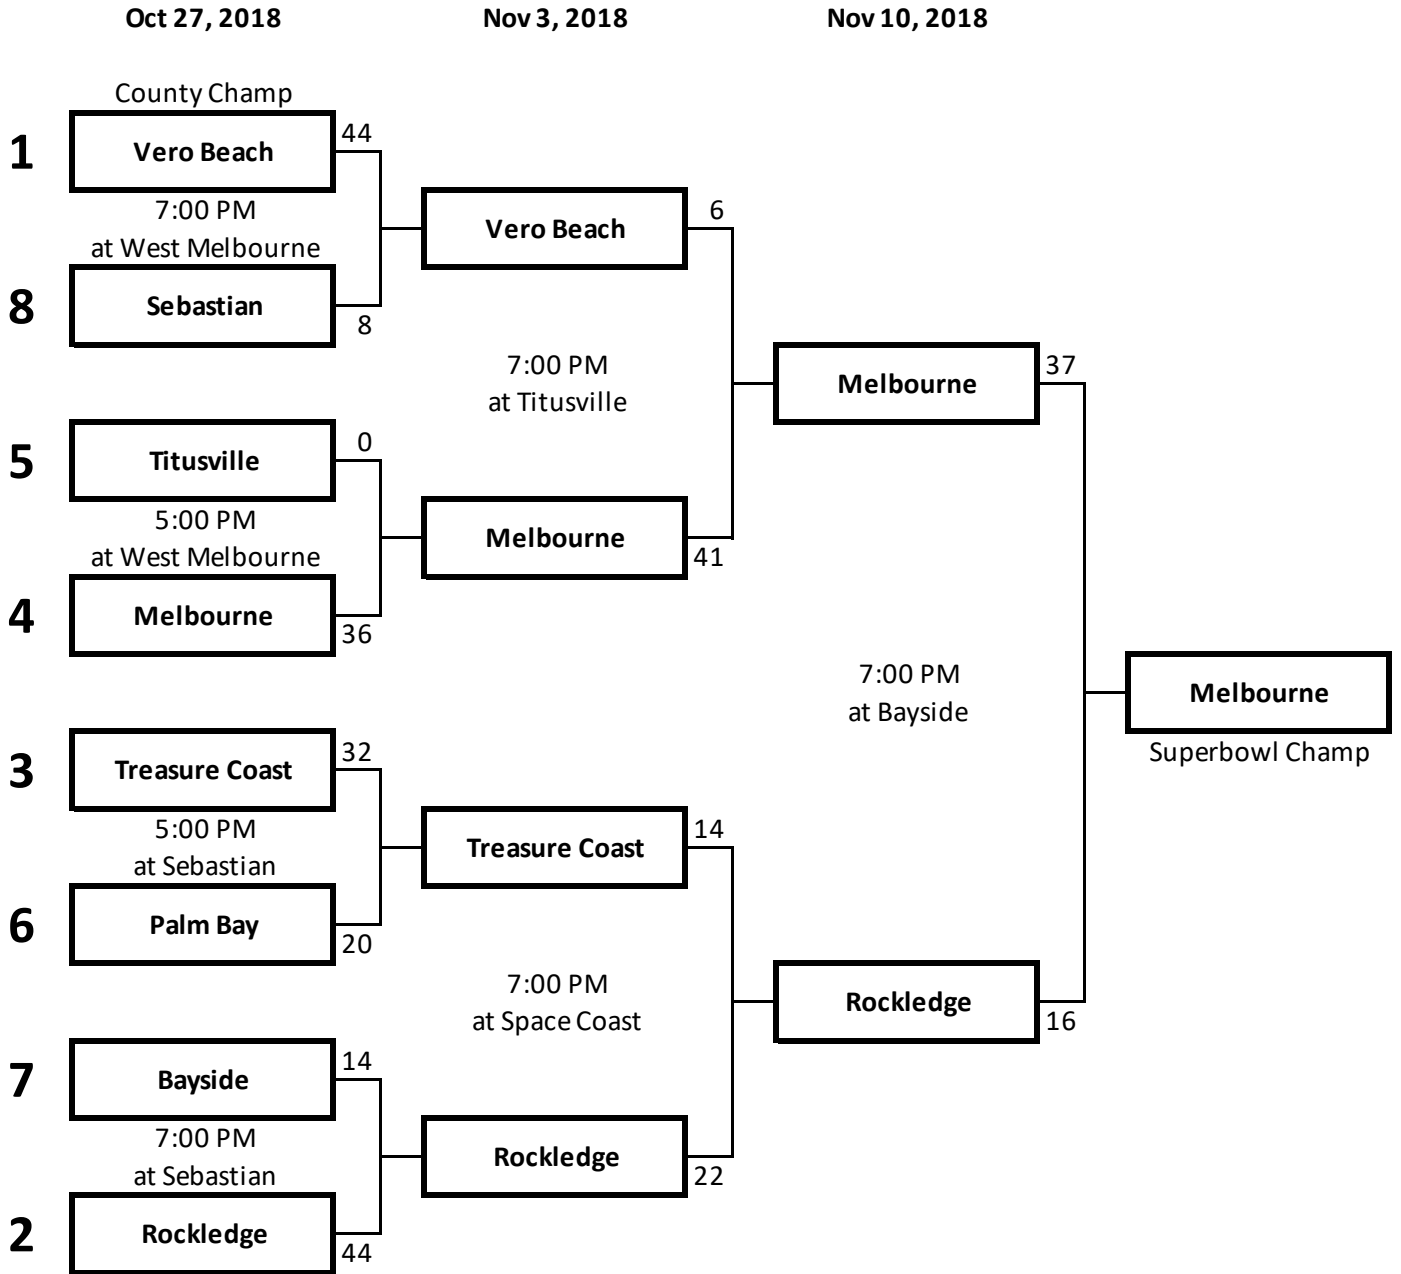 Oct 27, 2018
Nov 3, 2018
Nov 10, 2018
County Champ
1
Vero Beach
44
7:00 PM
at West Melbourne
8
Sebastian
8
5
Titusville
0
5:00 PM
at West Melbourne
4
Melbourne
36
3
Treasure Coast
32
5:00 PM
at Sebastian
6
Palm Bay
20
7
Bayside
14
7:00 PM
at Sebastian
2
Rockledge
44
Vero Beach
6
7:00 PM
at Titusville
Melbourne
41
Treasure Coast
14
7:00 PM
at Space Coast
Rockledge
22
Melbourne
37
7:00 PM
at Bayside
Rockledge
16
Melbourne
Superbowl Champ